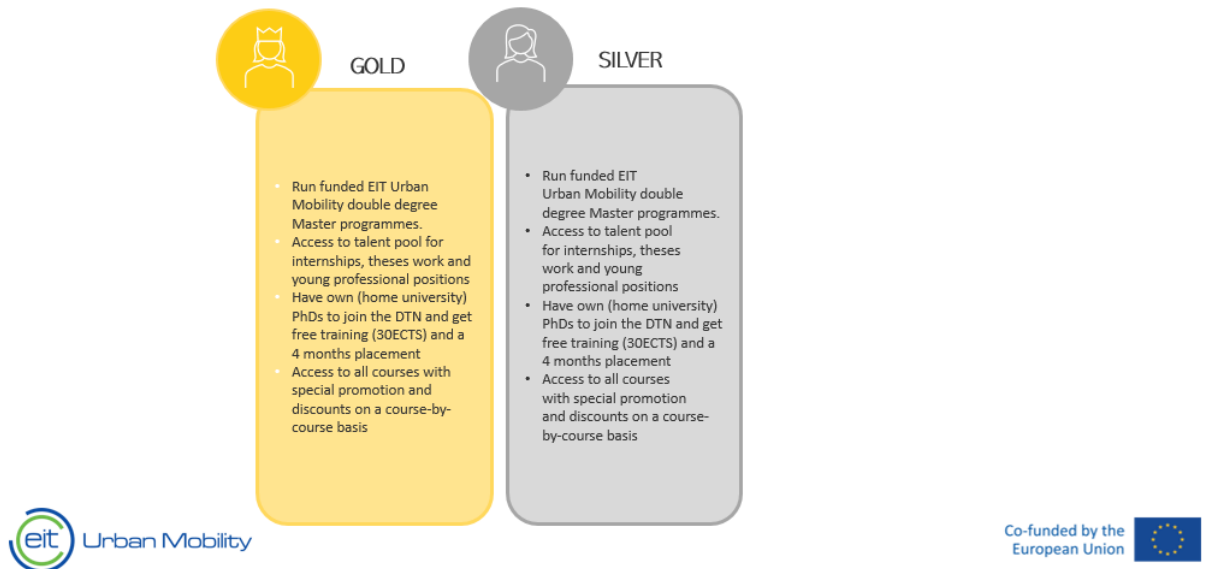 GOLD
• Run funded EIT Urban
Mobility double degree
Master programmes.
• Access to talent pool for
internships, theses work and
young professional positions
• Have own (home university)
PhDs to join the DTN and get
free training (30ECTS) and a
4 months placement
• Access to all courses with
special promotion and
discounts on a course-by-
course basis
SILVER
• Run funded EIT
Urban Mobility double
degree Master programmes.
• Access to talent pool
for internships, theses
work and young
professional positions
• Have own (home university)
PhDs to join the DTN and get
free training (30ECTS) and a
4 months placement
• Access to all courses
with special promotion
and discounts on a course-
by-course basis
eit Urban Mobility
Co-funded by the
European Union